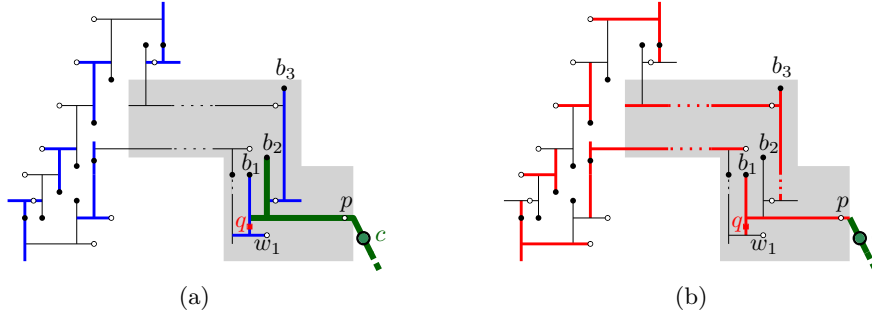 b₃ b₃
b₁ b₂ b₁ b₂
p p
q q
w₁ c w₁
(a) (b)